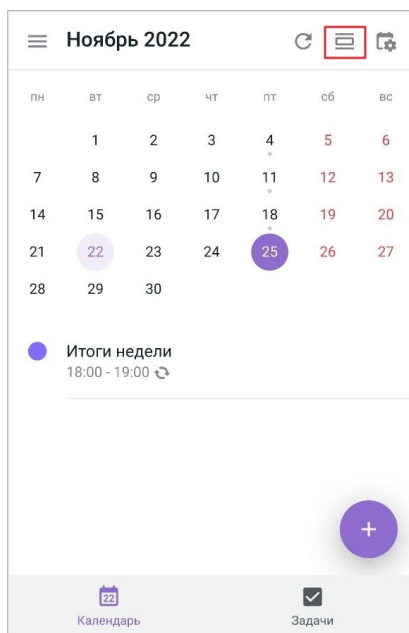 Ноябрь 2022
пн вт ср чт пт сб вс
1 2 3 4 5 6
7 8 9 10 11 12 13
14 15 16 17 18 19 20
21 22 23 24 25 26 27
28 29 30
Итоги недели
18:00 - 19:00
+
22
Календарь Задачи